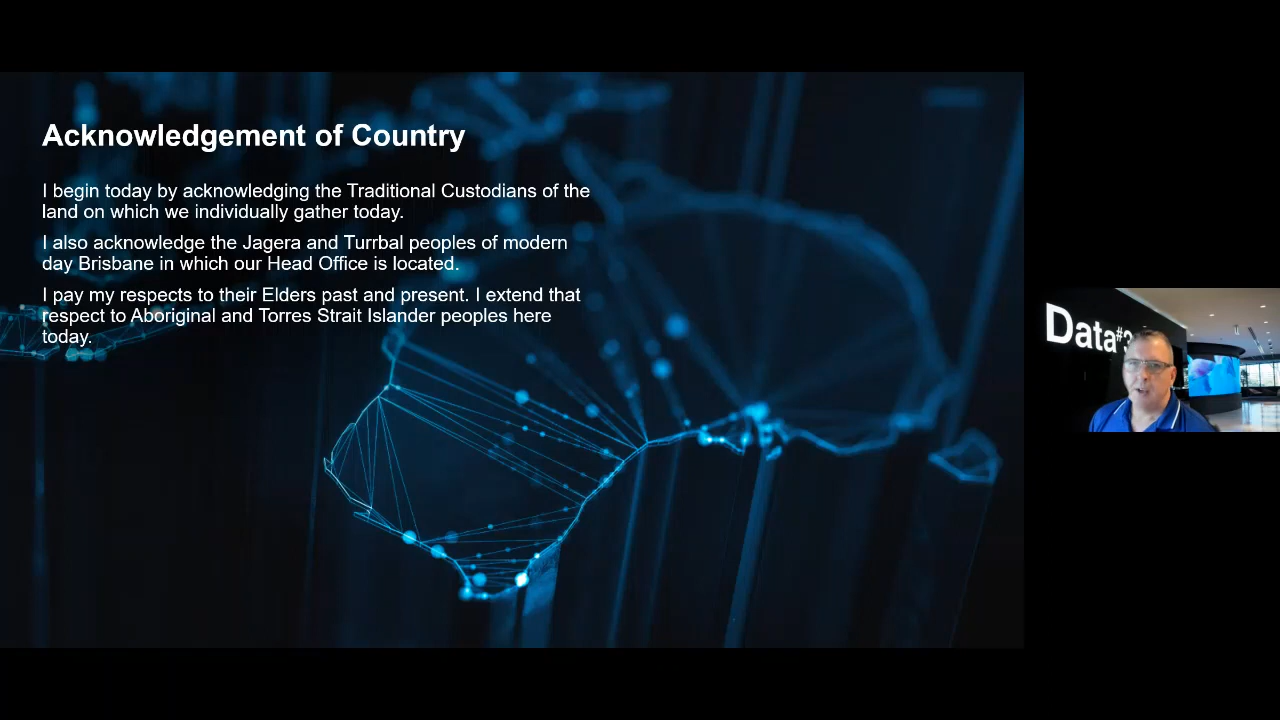 Acknowledgement of Country
I begin today by acknowledging the Traditional Custodians of the
land on which we individually gather today.
I also acknowledge the Jagera and Turrbal peoples of modern
day Brisbane in which our Head Office is located.
I pay my respects to their Elders past and present. I extend that
respect to Aboriginal and Torres Strait Islander peoples here
today.
Data#3